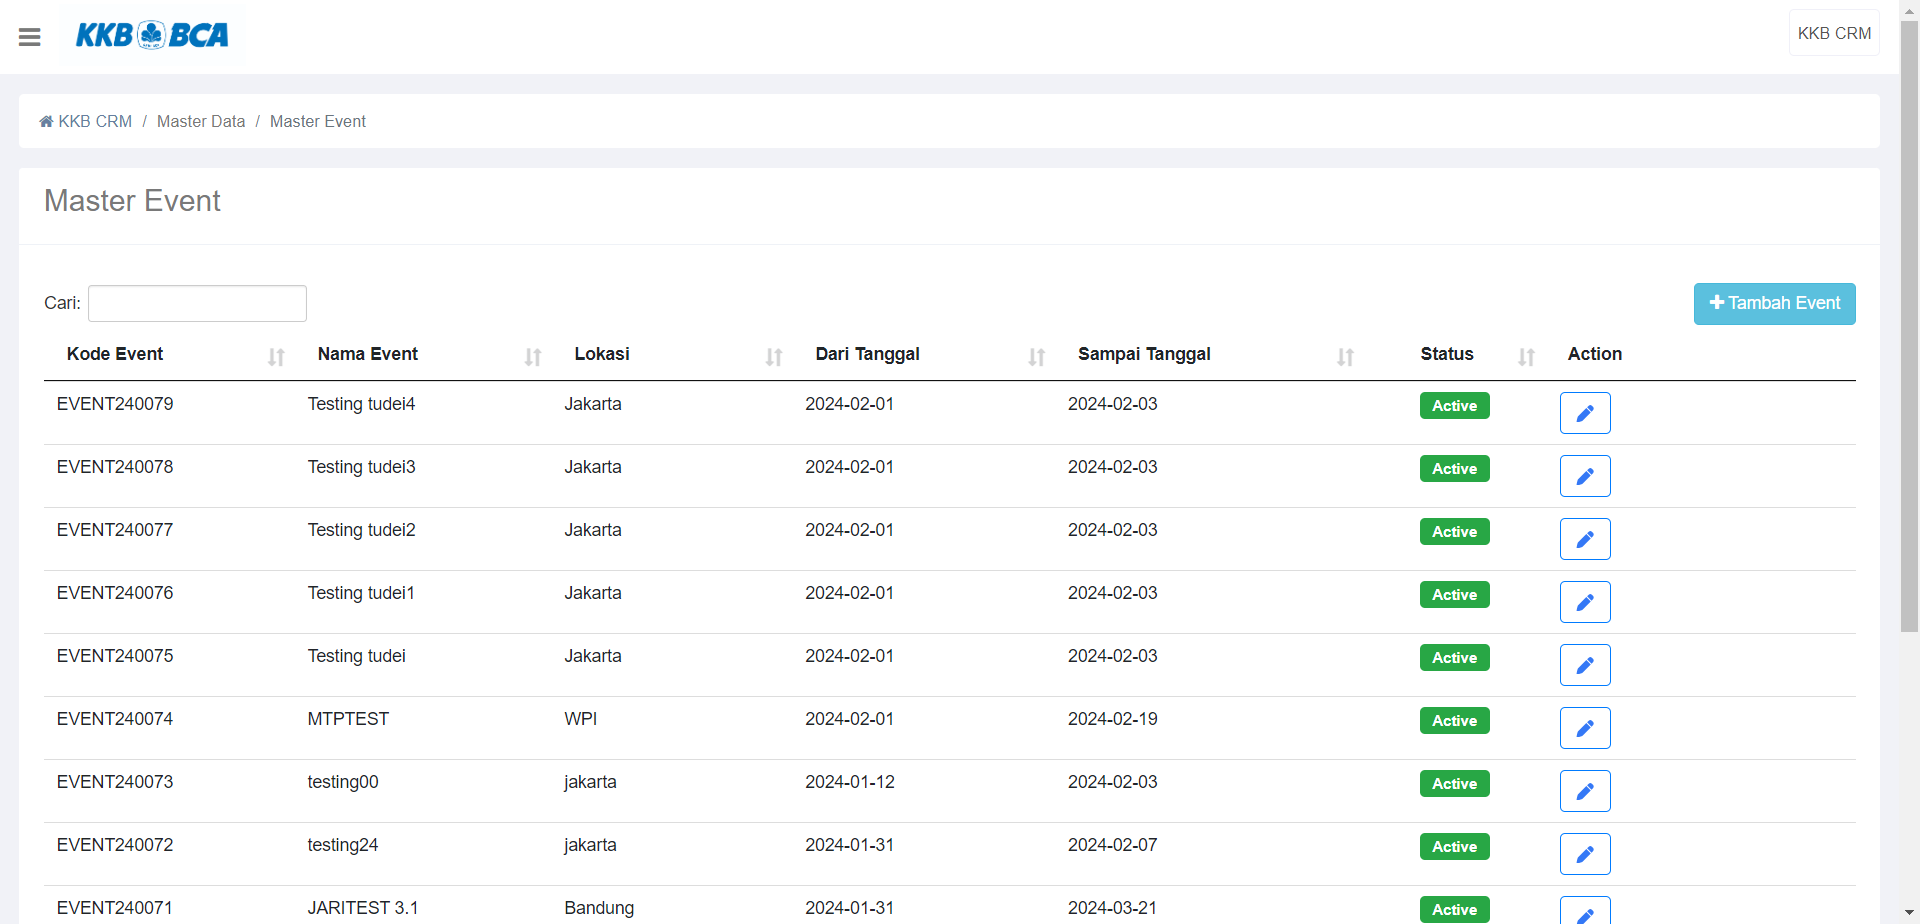 KKB BCA
KKB CRM
KKB CRM / Master Data / Master Event
Master Event
Cari:
Tambah Event
Kode Event Nama Event Lokasi Dari Tanggal Sampai Tanggal Status Action
EVENT240079 Testing tudei4 Jakarta 2024-02-01 2024-02-03 Active
EVENT240078 Testing tudei3 Jakarta 2024-02-01 2024-02-03 Active
EVENT240077 Testing tudei2 Jakarta 2024-02-01 2024-02-03 Active
EVENT240076 Testing tudei1 Jakarta 2024-02-01 2024-02-03 Active
EVENT240075 Testing tudei Jakarta 2024-02-01 2024-02-03 Active
EVENT240074 MTPTEST WPI 2024-02-01 2024-02-19 Active
EVENT240073 testing00 jakarta 2024-01-12 2024-02-03 Active
EVENT240072 testing24 jakarta 2024-01-31 2024-02-07 Active
EVENT240071 JARITEST 3.1 Bandung 2024-01-31 2024-03-21 Active